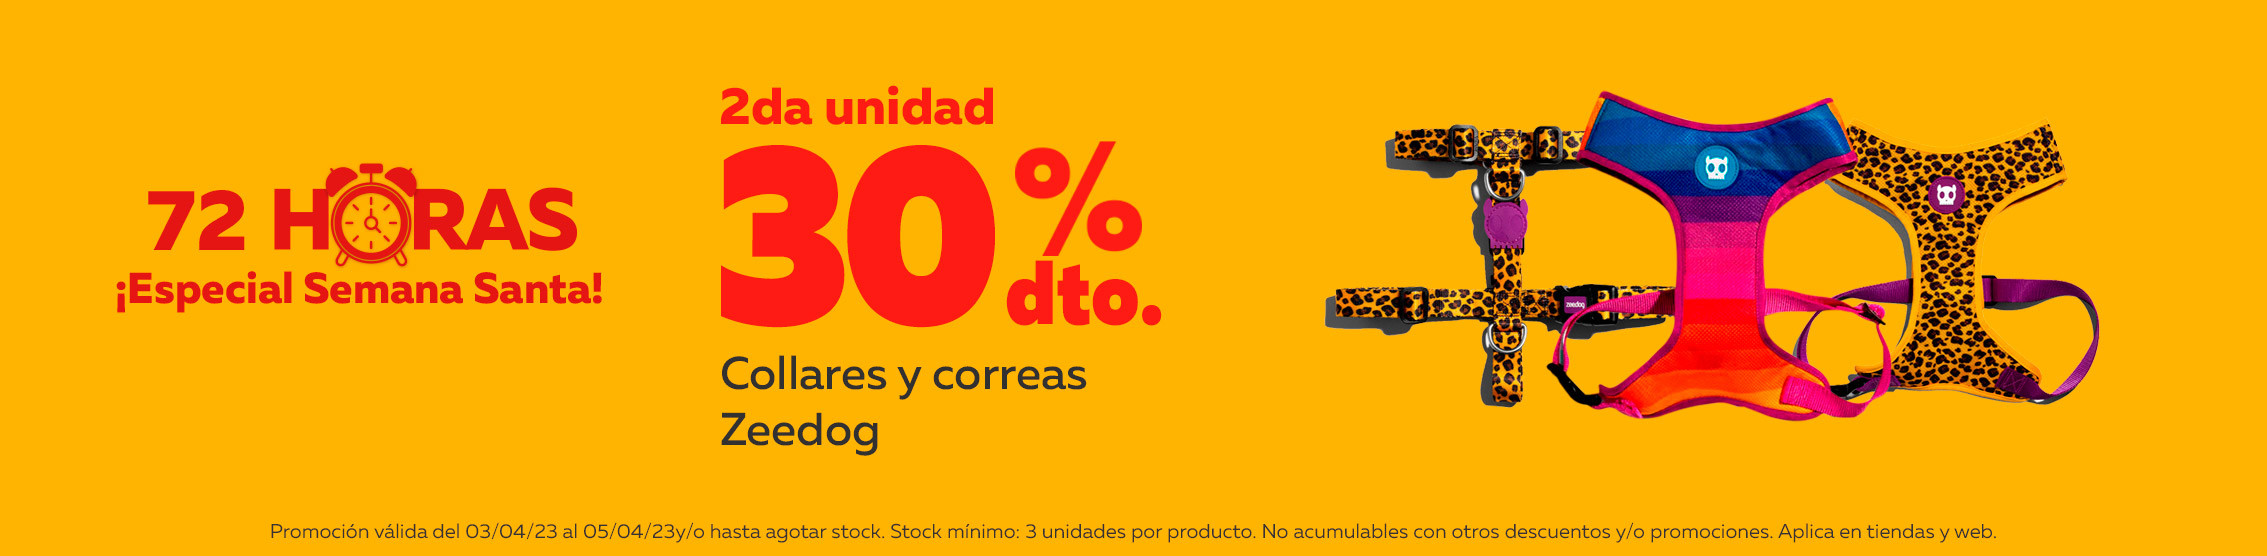 72 HORAS
¡Especial Semana Santa!
2da unidad
30%
dto.
Collares y correas
Zeedog
zeedog
Promoción válida del 03/04/23 al 05/04/23y/o hasta agotar stock. Stock mínimo: 3 unidades por producto. No acumulables con otros descuentos y/o promociones. Aplica en tiendas y web.